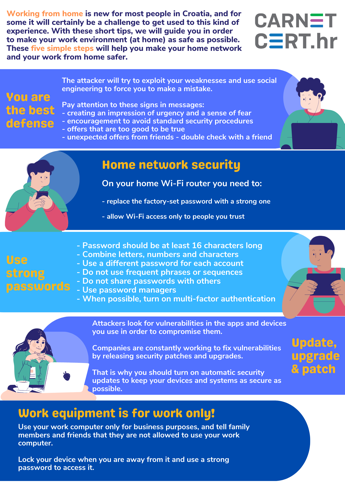 Working from home is new for most people in Croatia, and for
some it will certainly be a challenge to get used to this kind of
experience. With these short tips, we will guide you in order
to make your work environment (at home) as safe as possible.
These five simple steps will help you make your home network
and your work from home safer.
CARNET
CERT.hr
You are
the best
defense
The attacker will try to exploit your weaknesses and use social
engineering to force you to make a mistake.
Pay attention to these signs in messages:
- creating an impression of urgency and a sense of fear
- encouragement to avoid standard security procedures
- offers that are too good to be true
- unexpected offers from friends - double check with a friend
Home network security
On your home Wi-Fi router you need to:
- replace the factory-set password with a strong one
- allow Wi-Fi access only to people you trust
Use
strong
passwords
- Password should be at least 16 characters long
- Combine letters, numbers and characters
- Use a different password for each account
- Do not use frequent phrases or sequences
- Do not share passwords with others
- Use password managers
- When possible, turn on multi-factor authentication
Attackers look for vulnerabilities in the apps and devices
you use in order to compromise them.
Companies are constantly working to fix vulnerabilities
by releasing security patches and upgrades.
That is why you should turn on automatic security
updates to keep your devices and systems as secure as
possible.
Update,
upgrade
& patch
Work equipment is for work only!
Use your work computer only for business purposes, and tell family
members and friends that they are not allowed to use your work
computer.
Lock your device when you are away from it and use a strong
password to access it.